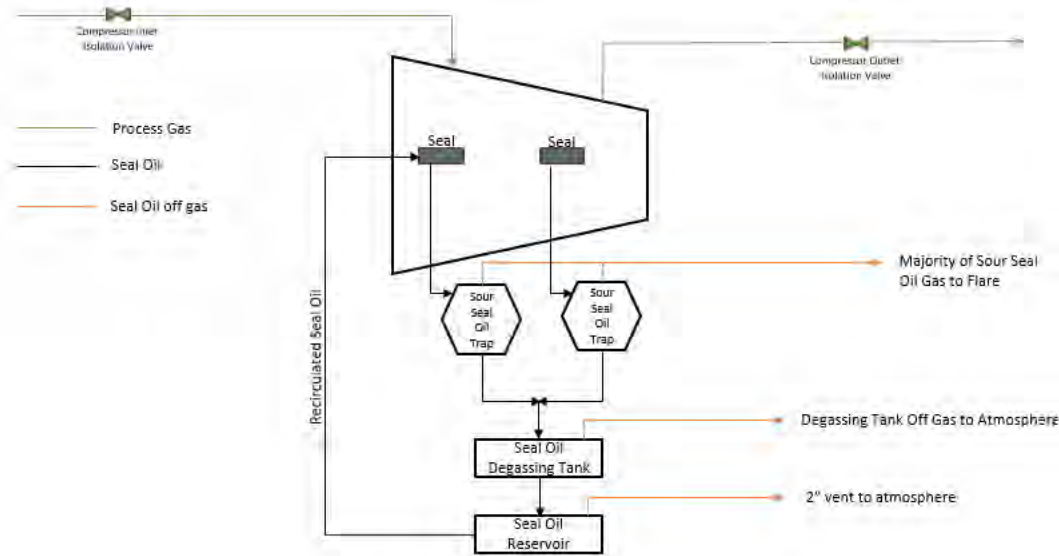 Compressor Inlet
Isolation Valve
Compressor Outlet
Isolation Valve
Process Gas
Seal Oil
Seal Oil off gas
Seal
Seal
Majority of Sour Seal
Oil Gas to Flare
Sour
Seal
Oil
Trap
Sour
Seal
Oil
Trap
Recirculated Seal Oil
Degassing Tank Off Gas to Atmosphere
Seal Oil
Degassing Tank
2" vent to atmosphere
Seal Oil
Reservoir